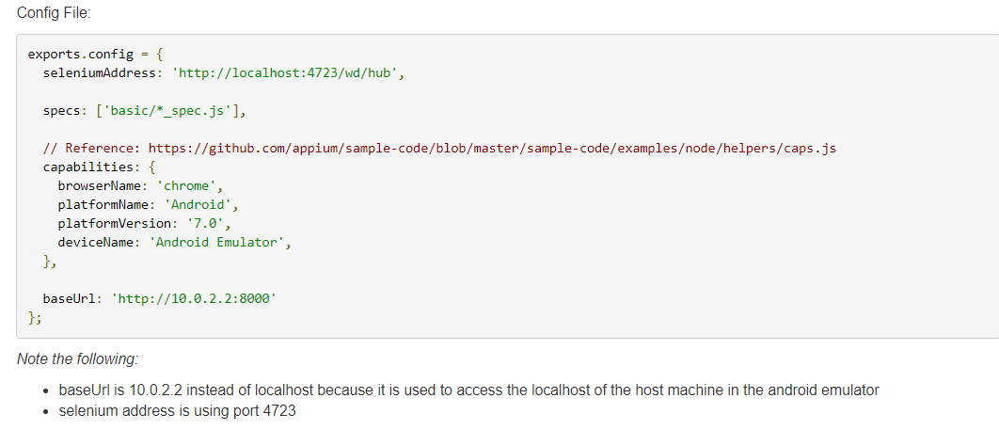 Config File:
exports.config = {
  seleniumAddress: 'http://localhost:4723/wd/hub',
  specs: ['basic/*_spec.js'],
  // Reference: https://github.com/appium/sample-code/blob/master/sample-code/examples/node/helpers/caps.js
  capabilities: {
    browserName: 'chrome',
    platformName: 'Android',
    platformVersion: '7.0',
    deviceName: 'Android Emulator',
  },
  baseUrl: 'http://10.0.2.2:8000'
};
Note the following:
• baseUrl is 10.0.2.2 instead of localhost because it is used to access the localhost of the host machine in the android emulator
• selenium address is using port 4723